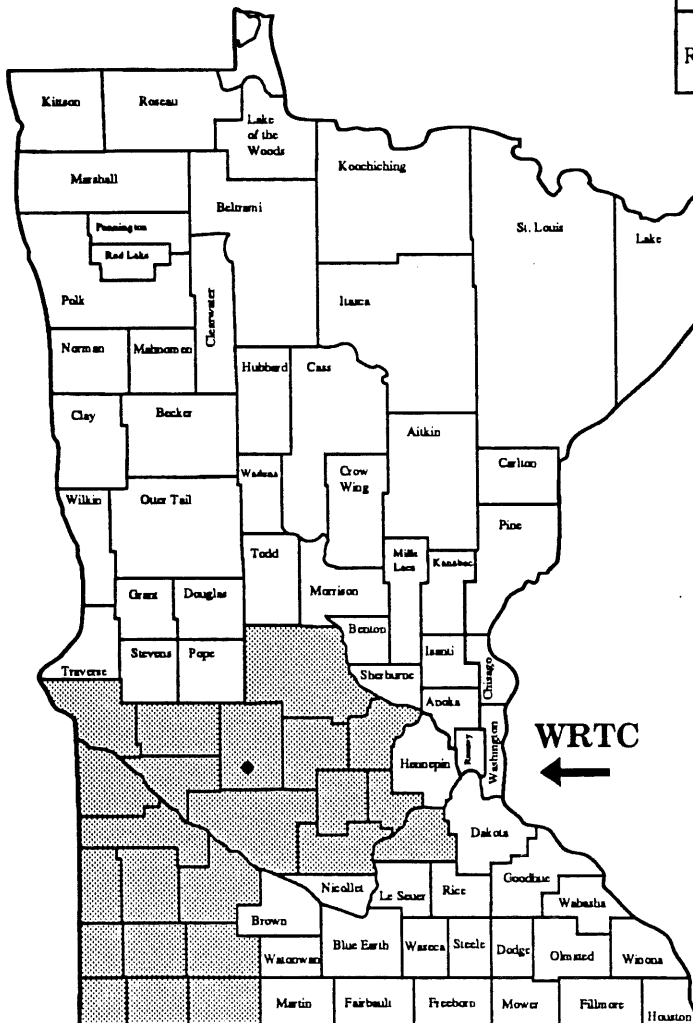 R
Kittson
Roseau
Lake
of the
Woods
Koochiching
Marshall
Beltrami
St. Louis
Lake
Pennington
Red Lake
Polk
Clearwater
Itasca
Norman
Mahnomen
Hubbard
Cass
Clay
Becker
Aitkin
Wadena
Crow
Wing
Carlton
Wilkin
Otter Tail
Pine
Todd
Mille
Lacs
Kanabec
Grant
Douglas
Morrison
Benton
Stevens
Pope
Isanti
Traverse
Sherburne
Chisago
Anoka
Ramsey
Washington
WRTC
Hennepin
Dakota
Goodhue
Nicollet
Le Seuer
Rice
Wabasha
Brown
Blue Earth
Waseca
Steele
Dodge
Olmsted
Winona
Watonwan
Martin
Fairbault
Freeborn
Mower
Fillmore
Houston